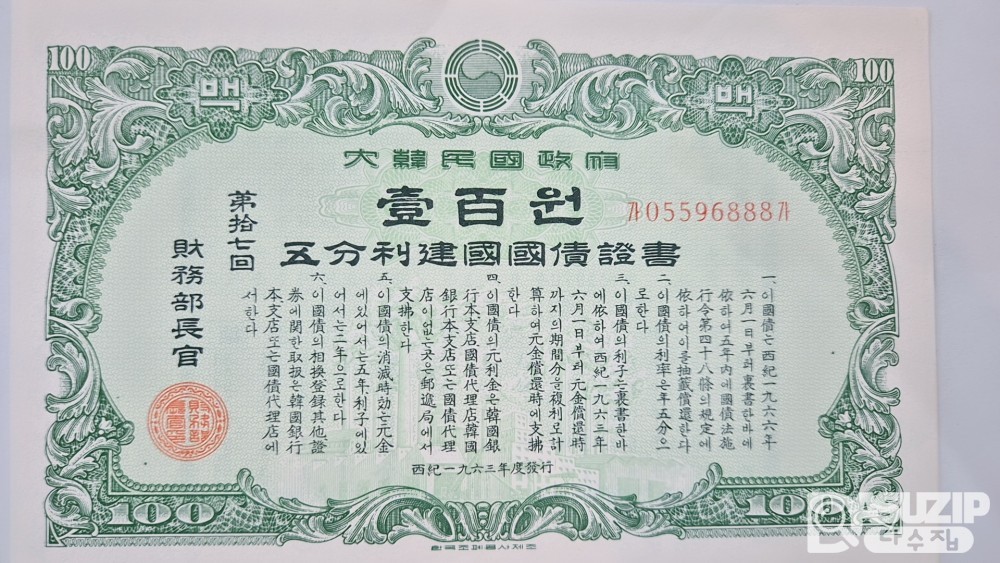 100
100
大韓民國政府
壹百원
가055968887가
五分利建國國債證書
一、이國債는西紀一九六六年
六月一日부터裏書한바에
依하여五年內에國債法施
行令第四十八條의規定에
依하여이를抽籤償還한다
二、이國債의利率은年五分으
로한다
三、이國債의利子는裏書한바
에依하여西紀一九六三年
六月一日부터元金償還時
까지의期間分을複利로計
算하여元金償還時에支拂
한다
四、이國債의元利金은韓國銀
行本支店國債代理店韓國
銀行本支店또는國債代理
店이없는곳은郵遞局에서
支拂한다
五、이國債의消滅時効는元金
에있어서는五年、利子에있
어서는二年으로한다
六、이國債의相換登錄其他證
券에關한取扱은韓國銀行
本支店또는國債代理店에
서한다
第拾七回
財務部長官
西紀一九六三年度發行
100
100
한국조폐공사제조
SUZIP
다수집